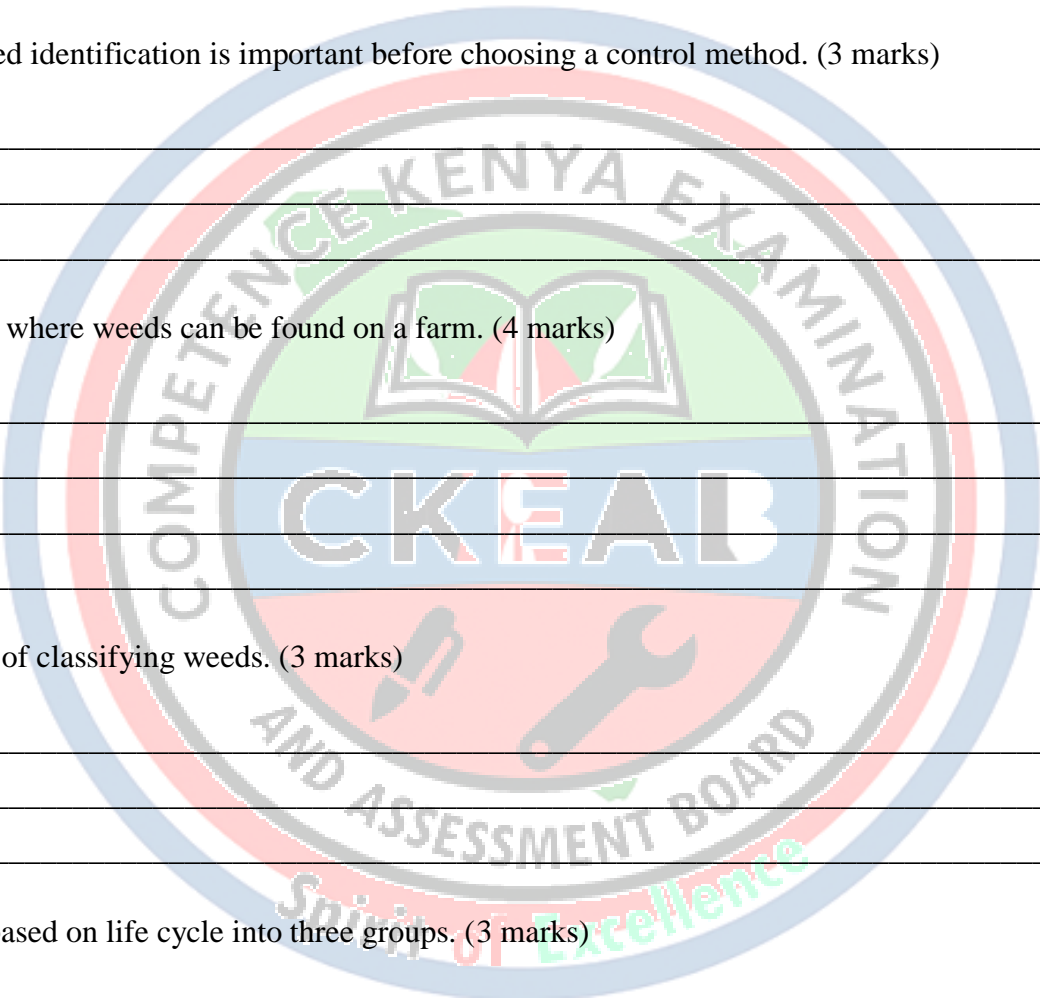 ed identification is important before choosing a control method. (3 marks)
COMPETENCE KENYA EXAMINATION
where weeds can be found on a farm. (4 marks)
CKEAB
of classifying weeds. (3 marks)
AND ASSESSMENT BOARD
Spirit of Excellence
ased on life cycle into three groups. (3 marks)